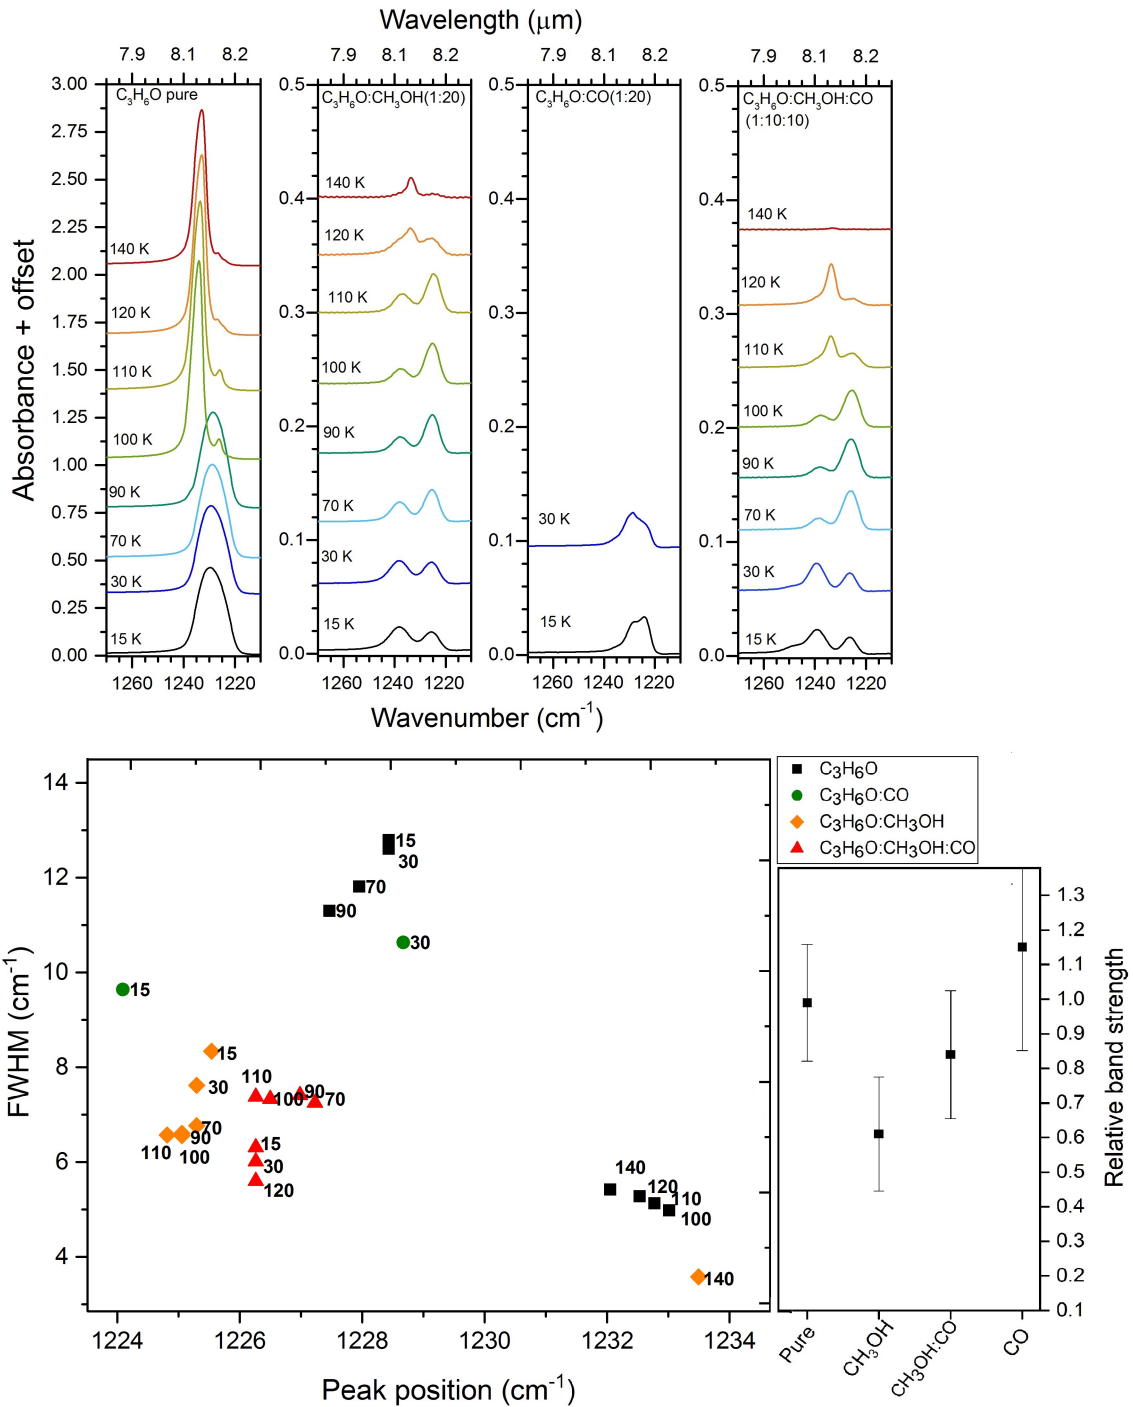 Wavelength (μm)
7.9 8.1 8.2 7.9 8.1 8.2 7.9 8.1 8.2 7.9 8.1 8.2
Absorbance + offset
C3H6O pure
3.00
2.75
2.50
2.25
2.00
1.75
1.50
1.25
1.00
0.75
0.50
0.25
0.00
140 K
120 K
110 K
100 K
90 K
70 K
30 K
15 K
1260 1240 1220
C3H6O:CH3OH(1:20)
0.5
0.4
0.3
0.2
0.1
0.0
140 K
120 K
110 K
100 K
90 K
70 K
30 K
15 K
1260 1240 1220
C3H6O:CO(1:20)
0.5
0.4
0.3
0.2
0.1
0.0
30 K
15 K
1260 1240 1220
C3H6O:CH3OH:CO
(1:10:10)
0.5
0.4
0.3
0.2
0.1
0.0
140 K
120 K
110 K
100 K
90 K
70 K
30 K
15 K
1260 1240 1220
Wavenumber (cm-1)
FWHM (cm-1)
14
12
10
8
6
4
15
30
70
90
30
15
15
30
70
90
100
110
110
100
90
70
15
30
120
140
120
110
100
140
1224 1226 1228 1230 1232 1234
Peak position (cm-1)
C3H6O
C3H6O:CO
C3H6O:CH3OH
C3H6O:CH3OH:CO
1.3
1.2
1.1
1.0
0.9
0.8
0.7
0.6
0.5
0.4
0.3
0.2
0.1
Relative band strength
Pure
CH3OH
CH3OH:CO
CO